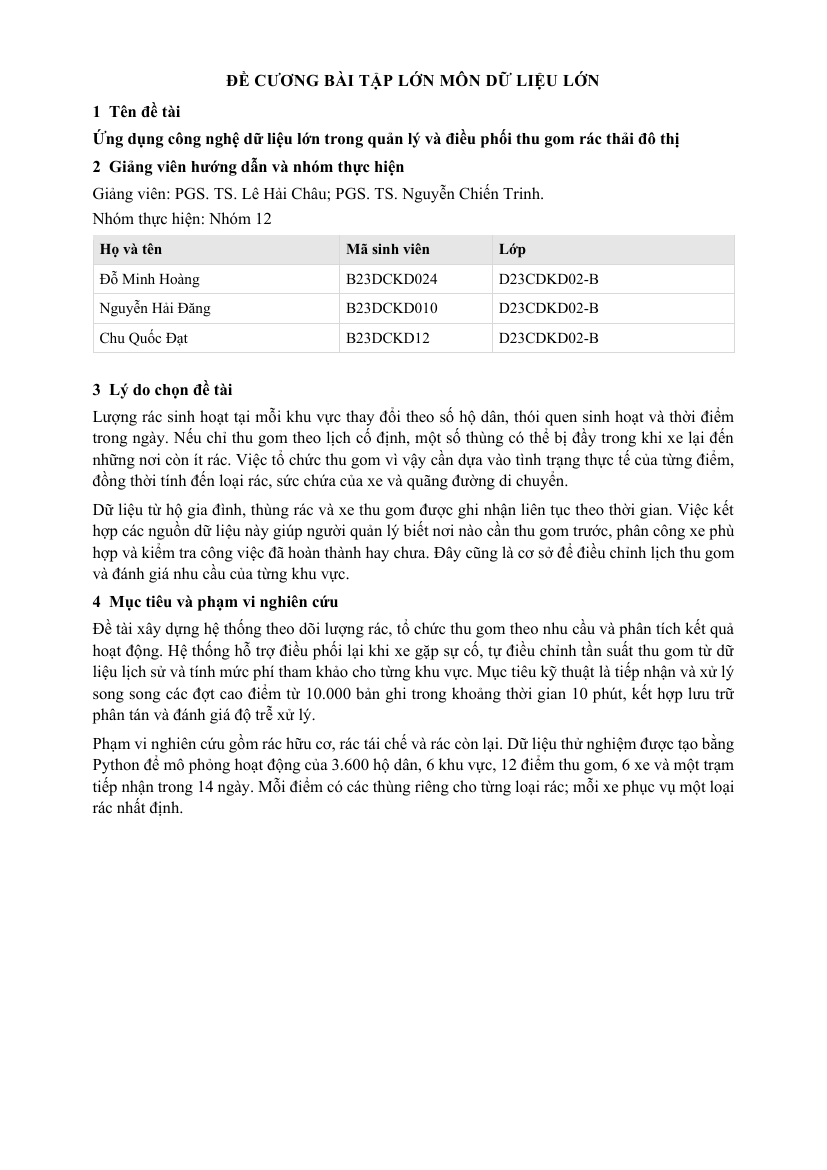 ĐỀ CƯƠNG BÀI TẬP LỚN MÔN DỮ LIỆU LỚN
1 Tên đề tài
Ứng dụng công nghệ dữ liệu lớn trong quản lý và điều phối thu gom rác thải đô thị
2 Giảng viên hướng dẫn và nhóm thực hiện
Giảng viên: PGS. TS. Lê Hải Châu; PGS. TS. Nguyễn Chiến Trinh.
Nhóm thực hiện: Nhóm 12
Họ và tên Mã sinh viên Lớp
Đỗ Minh Hoàng B23DCKD024 D23CDKD02-B
Nguyễn Hải Đăng B23DCKD010 D23CDKD02-B
Chu Quốc Đạt B23DCKD12 D23CDKD02-B
3 Lý do chọn đề tài
Lượng rác sinh hoạt tại mỗi khu vực thay đổi theo số hộ dân, thói quen sinh hoạt và thời điểm
trong ngày. Nếu chỉ thu gom theo lịch cố định, một số thùng có thể bị đầy trong khi xe lại đến
những nơi còn ít rác. Việc tổ chức thu gom vì vậy cần dựa vào tình trạng thực tế của từng điểm,
đồng thời tính đến loại rác, sức chứa của xe và quãng đường di chuyển.
Dữ liệu từ hộ gia đình, thùng rác và xe thu gom được ghi nhận liên tục theo thời gian. Việc kết
hợp các nguồn dữ liệu này giúp người quản lý biết nơi nào cần thu gom trước, phân công xe phù
hợp và kiểm tra công việc đã hoàn thành hay chưa. Đây cũng là cơ sở để điều chỉnh lịch thu gom
và đánh giá nhu cầu của từng khu vực.
4 Mục tiêu và phạm vi nghiên cứu
Đề tài xây dựng hệ thống theo dõi lượng rác, tổ chức thu gom theo nhu cầu và phân tích kết quả
hoạt động. Hệ thống hỗ trợ điều phối lại khi xe gặp sự cố, tự điều chỉnh tần suất thu gom từ dữ
liệu lịch sử và tính mức phí tham khảo cho từng khu vực. Mục tiêu kỹ thuật là tiếp nhận và xử lý
song song các đợt cao điểm từ 10.000 bản ghi trong khoảng thời gian 10 phút, kết hợp lưu trữ
phân tán và đánh giá độ trễ xử lý.
Phạm vi nghiên cứu gồm rác hữu cơ, rác tái chế và rác còn lại. Dữ liệu thử nghiệm được tạo bằng
Python để mô phỏng hoạt động của 3.600 hộ dân, 6 khu vực, 12 điểm thu gom, 6 xe và một trạm
tiếp nhận trong 14 ngày. Mỗi điểm có các thùng riêng cho từng loại rác; mỗi xe phục vụ một loại
rác nhất định.